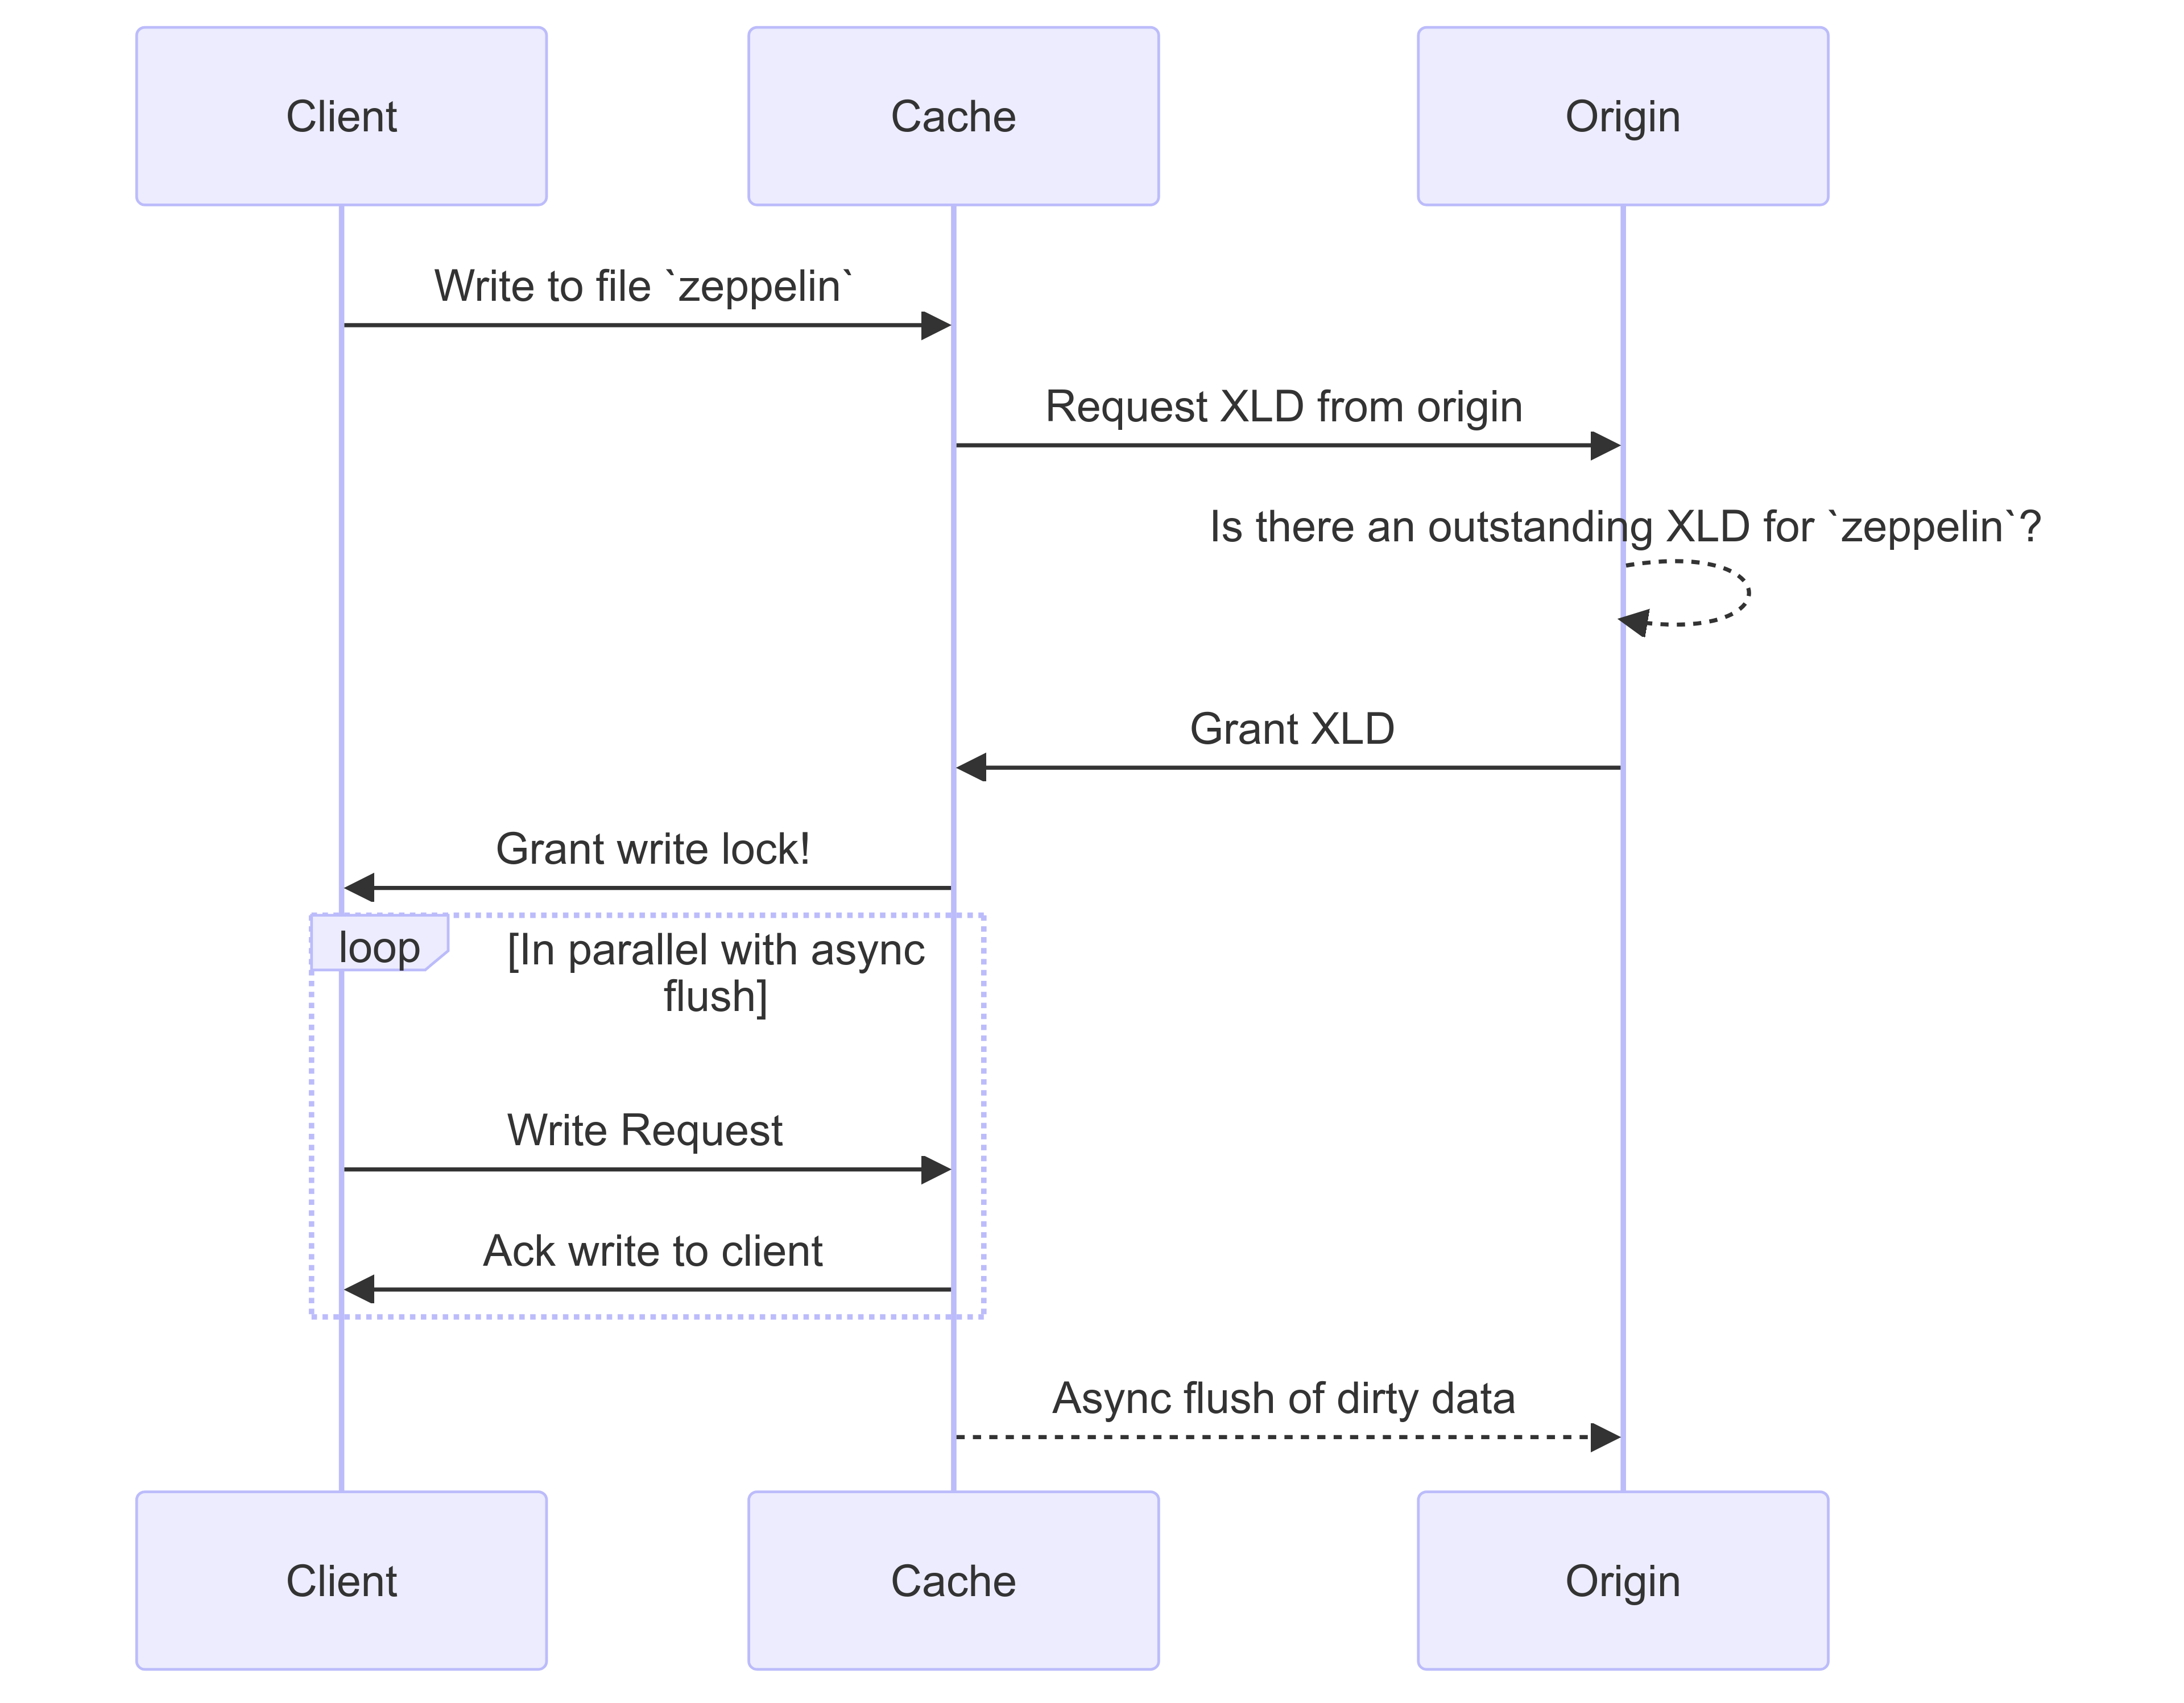 Client
Cache
Origin
Write to file `zeppelin`
Request XLD from origin
Is there an outstanding XLD for `zeppelin`?
Grant XLD
Grant write lock!
loop
[In parallel with async
flush]
Write Request
Ack write to client
Async flush of dirty data
Client
Cache
Origin